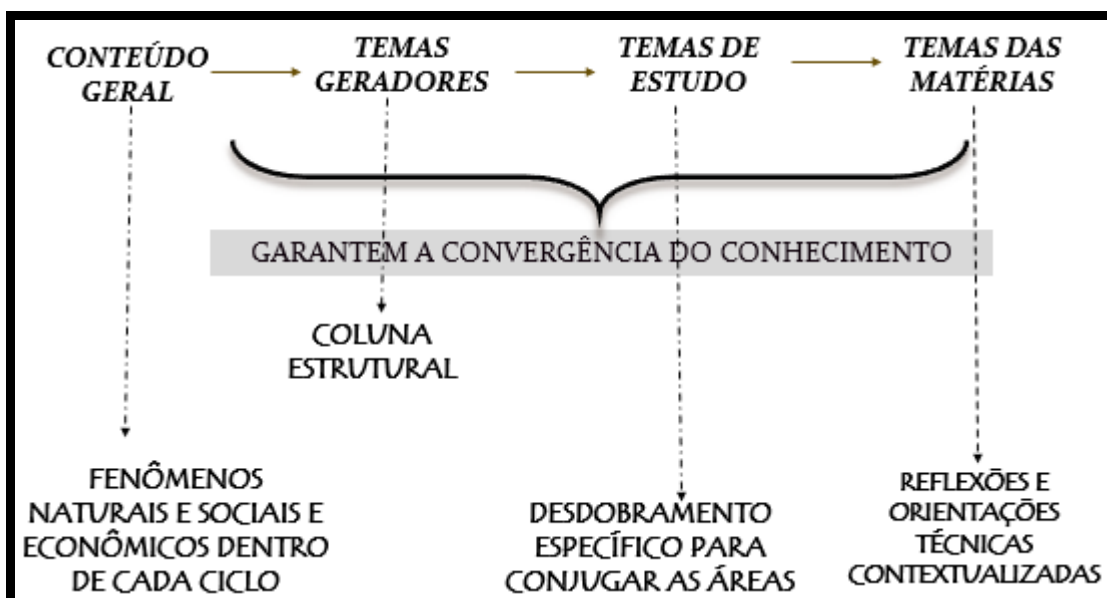 CONTEÚDO
GERAL
TEMAS
GERADORES
TEMAS DE
ESTUDO
TEMAS DAS
MATÉRIAS
GARANTEM A CONVERGÊNCIA DO CONHECIMENTO
COLUNA
ESTRUTURAL
FENÔMENOS
NATURAIS E SOCIAIS E
ECONÔMICOS DENTRO
DE CADA CICLO
DESDOBRAMENTO
ESPECÍFICO PARA
CONJUGAR AS ÁREAS
REFLEXÕES E
ORIENTAÇÕES
TÉCNICAS
CONTEXTUALIZADAS